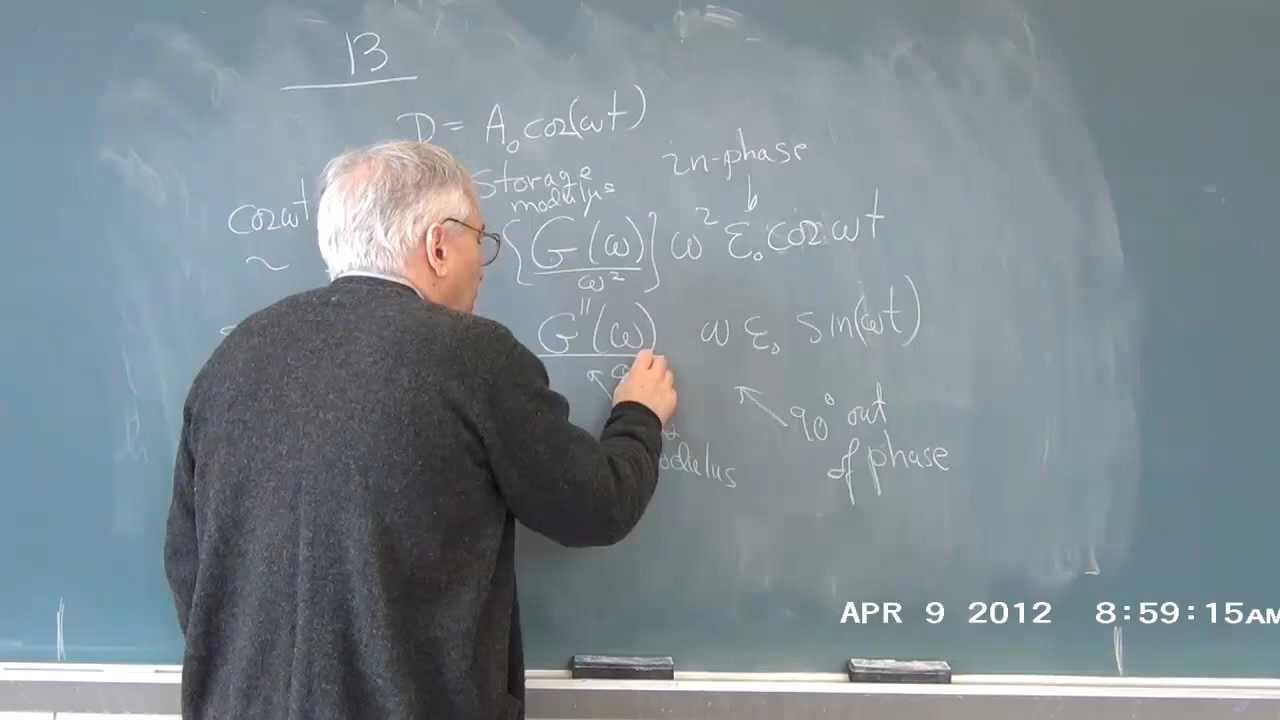 13
D = A₀ cos(ωt)
Storage
modulus
in-phase
cos ωt
{G'(ω)/ω²} ω² ε₀ cos ωt
G''(ω) ω ε₀ sin(ωt)
90° out
of phase
modulus
APR 9 2012 8:59:15AM